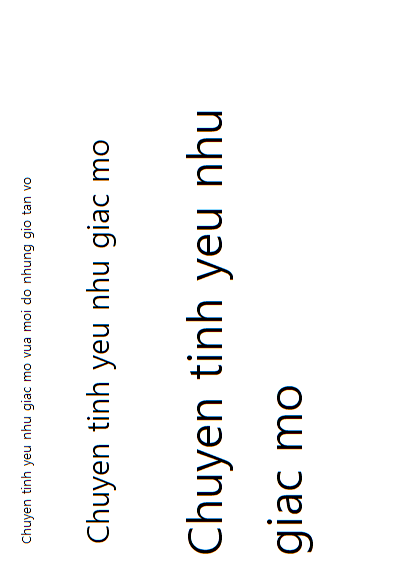 Chuyen tinh yeu nhu giac mo vua moi do nhung gio tan vo
Chuyen tinh yeu nhu giac mo
Chuyen tinh yeu nhu
giac mo